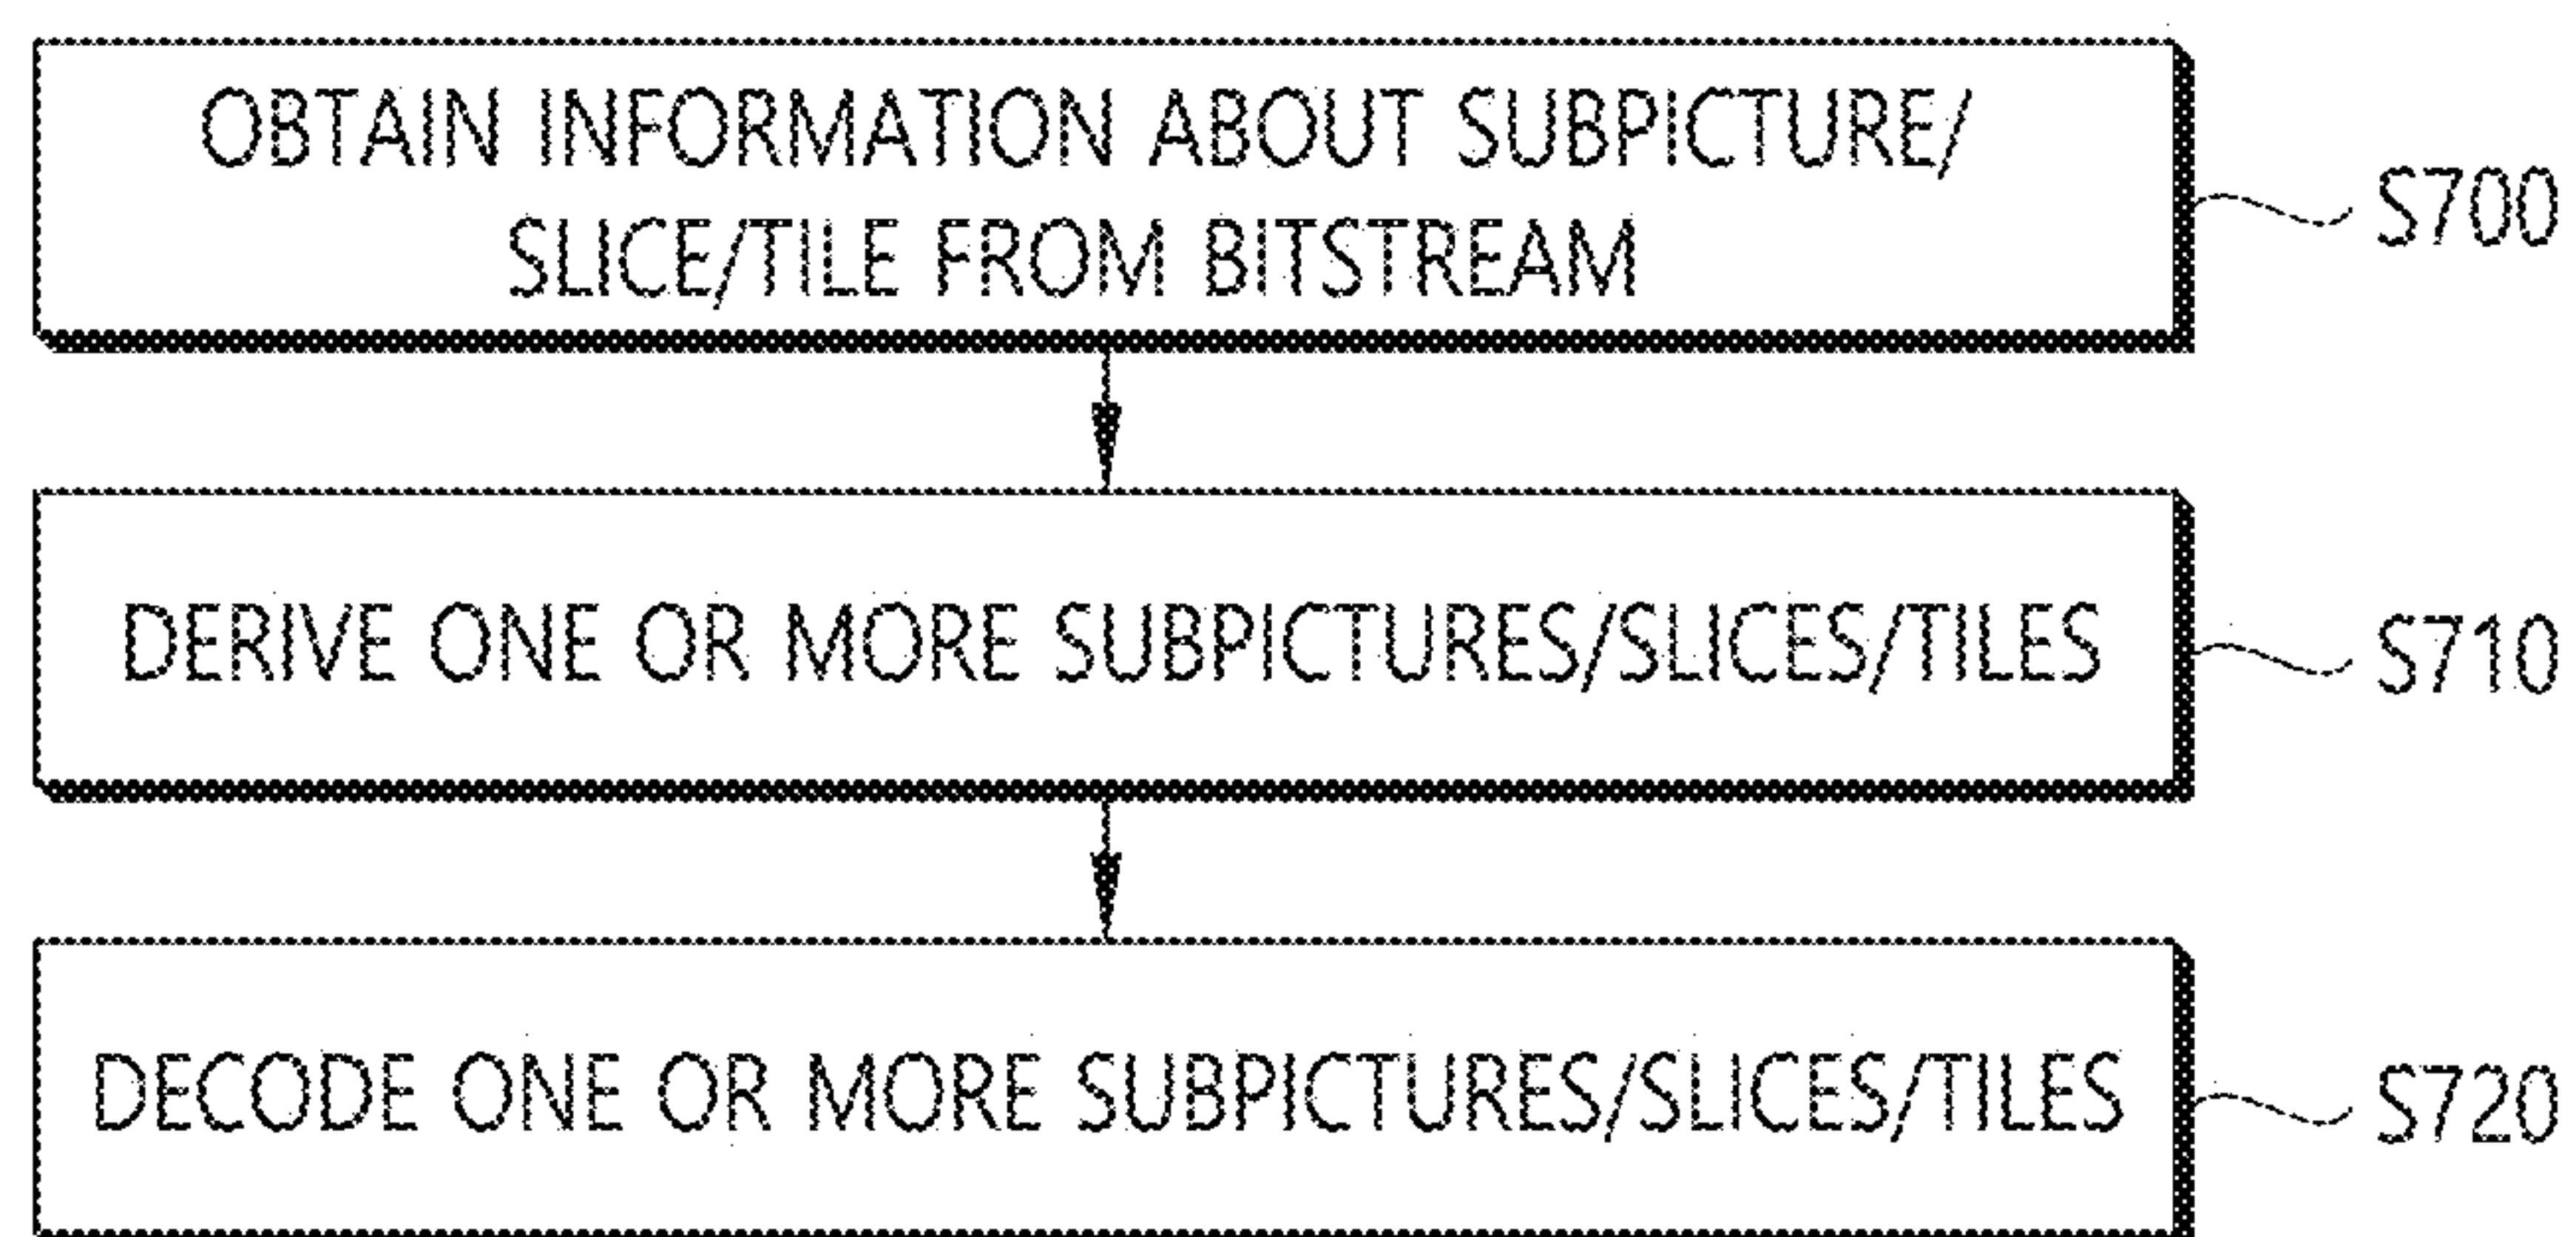 OBTAIN INFORMATION ABOUT SUBPICTURE/
/SLICE/TILE FROM BITSTREAM
S700
DERIVE ONE OR MORE SUBPICTURES/SLICES/TILES
S710
DECODE ONE OR MORE SUBPICTURES/SLICES/TILES
S720